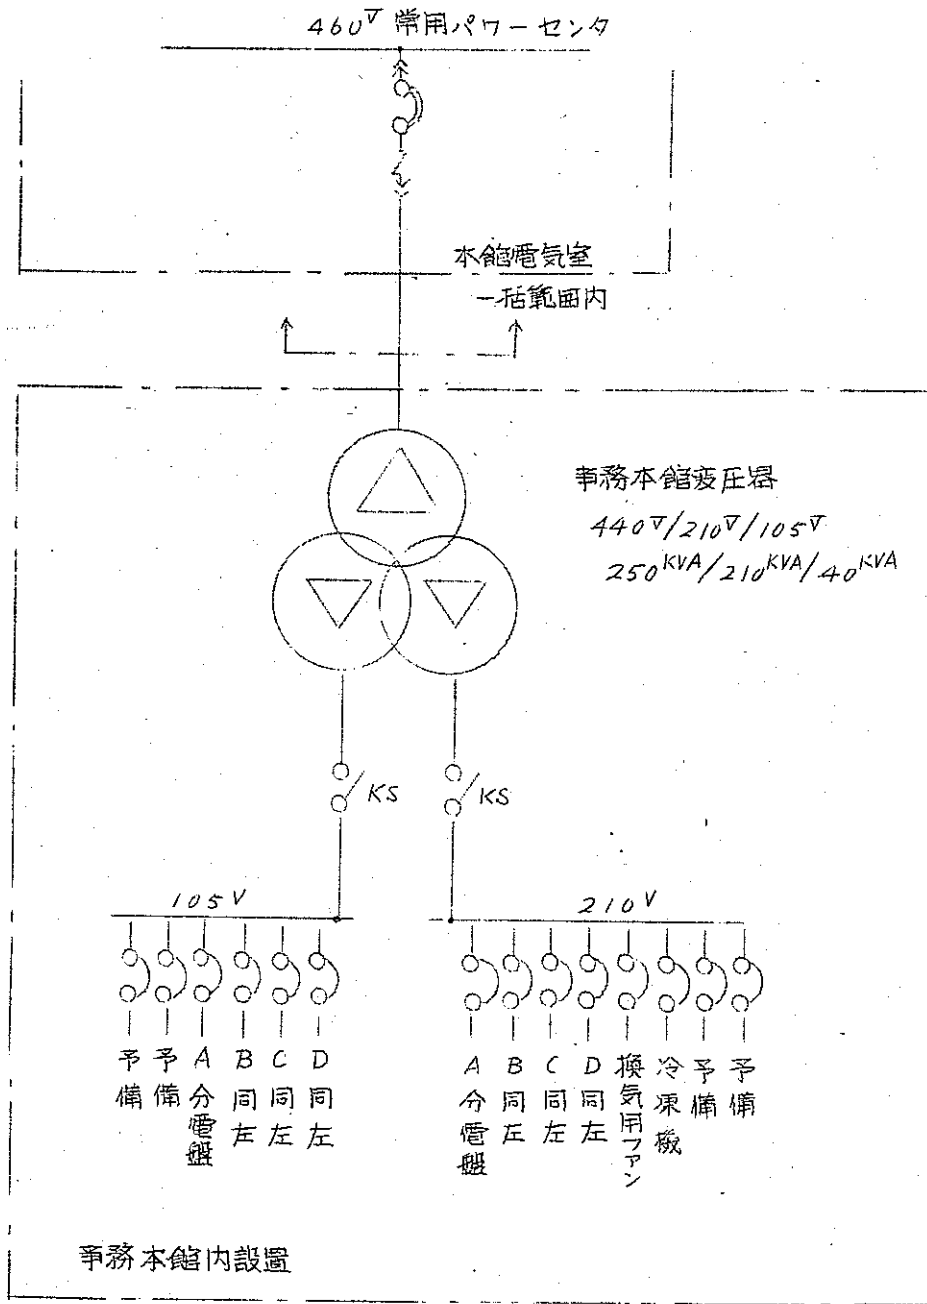 460V 常用パワーセンタ
本館電気室
一括範囲内
事務本館変圧器
440V/210V/105V
250KVA/210KVA/40KVA
KS
KS
105V
210V
予備
予備
A分電盤
B同左
C同左
D同左
A分電盤
B同左
C同左
D同左
換気用ファン
冷凍機
予備
予備
事務本館内設置